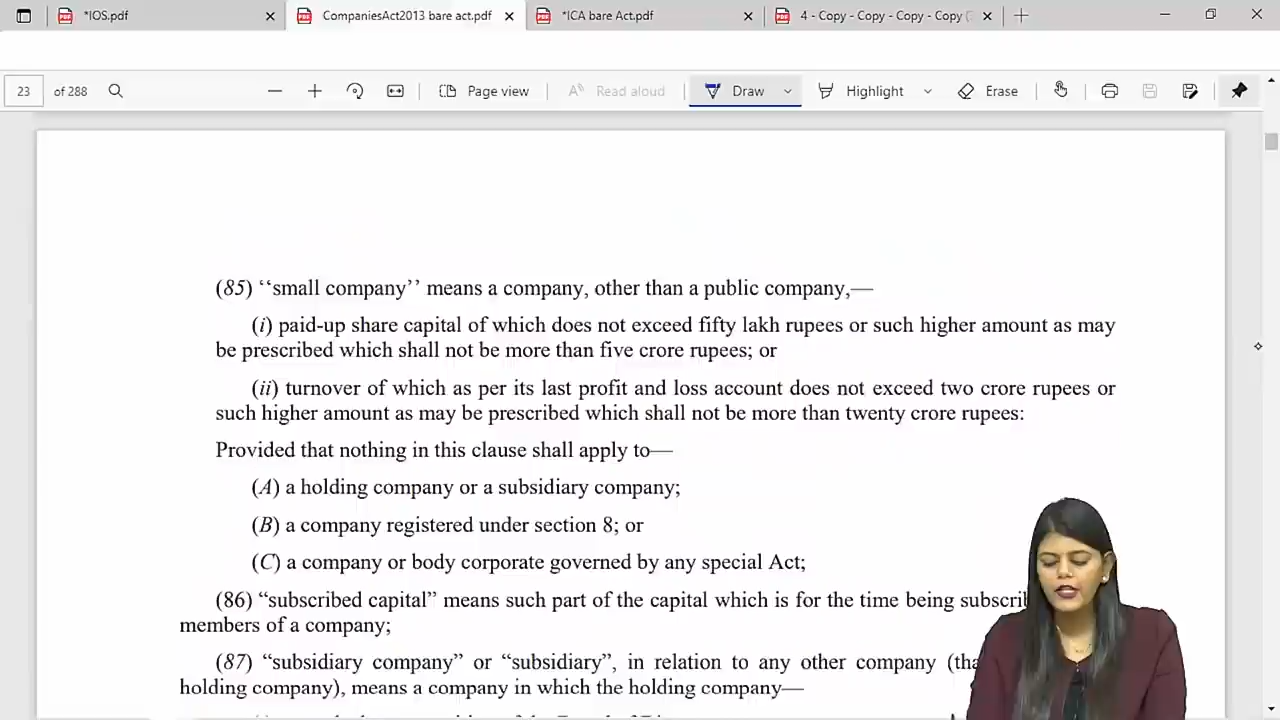 *IOS.pdf
CompaniesAct2013 bare act.pdf
*ICA bare Act.pdf
4 - Copy - Copy - Copy - Copy
23 of 288
Page view
Read aloud
Draw
Highlight
Erase
(85) ‘‘small company’’ means a company, other than a public company,—
(i) paid-up share capital of which does not exceed fifty lakh rupees or such higher amount as may
be prescribed which shall not be more than five crore rupees; or
(ii) turnover of which as per its last profit and loss account does not exceed two crore rupees or
such higher amount as may be prescribed which shall not be more than twenty crore rupees:
Provided that nothing in this clause shall apply to—
(A) a holding company or a subsidiary company;
(B) a company registered under section 8; or
(C) a company or body corporate governed by any special Act;
(86) “subscribed capital” means such part of the capital which is for the time being
members of a company;
(87) “subsidiary company” or “subsidiary”, in relation to any other company
holding company), means a company in which the holding company—